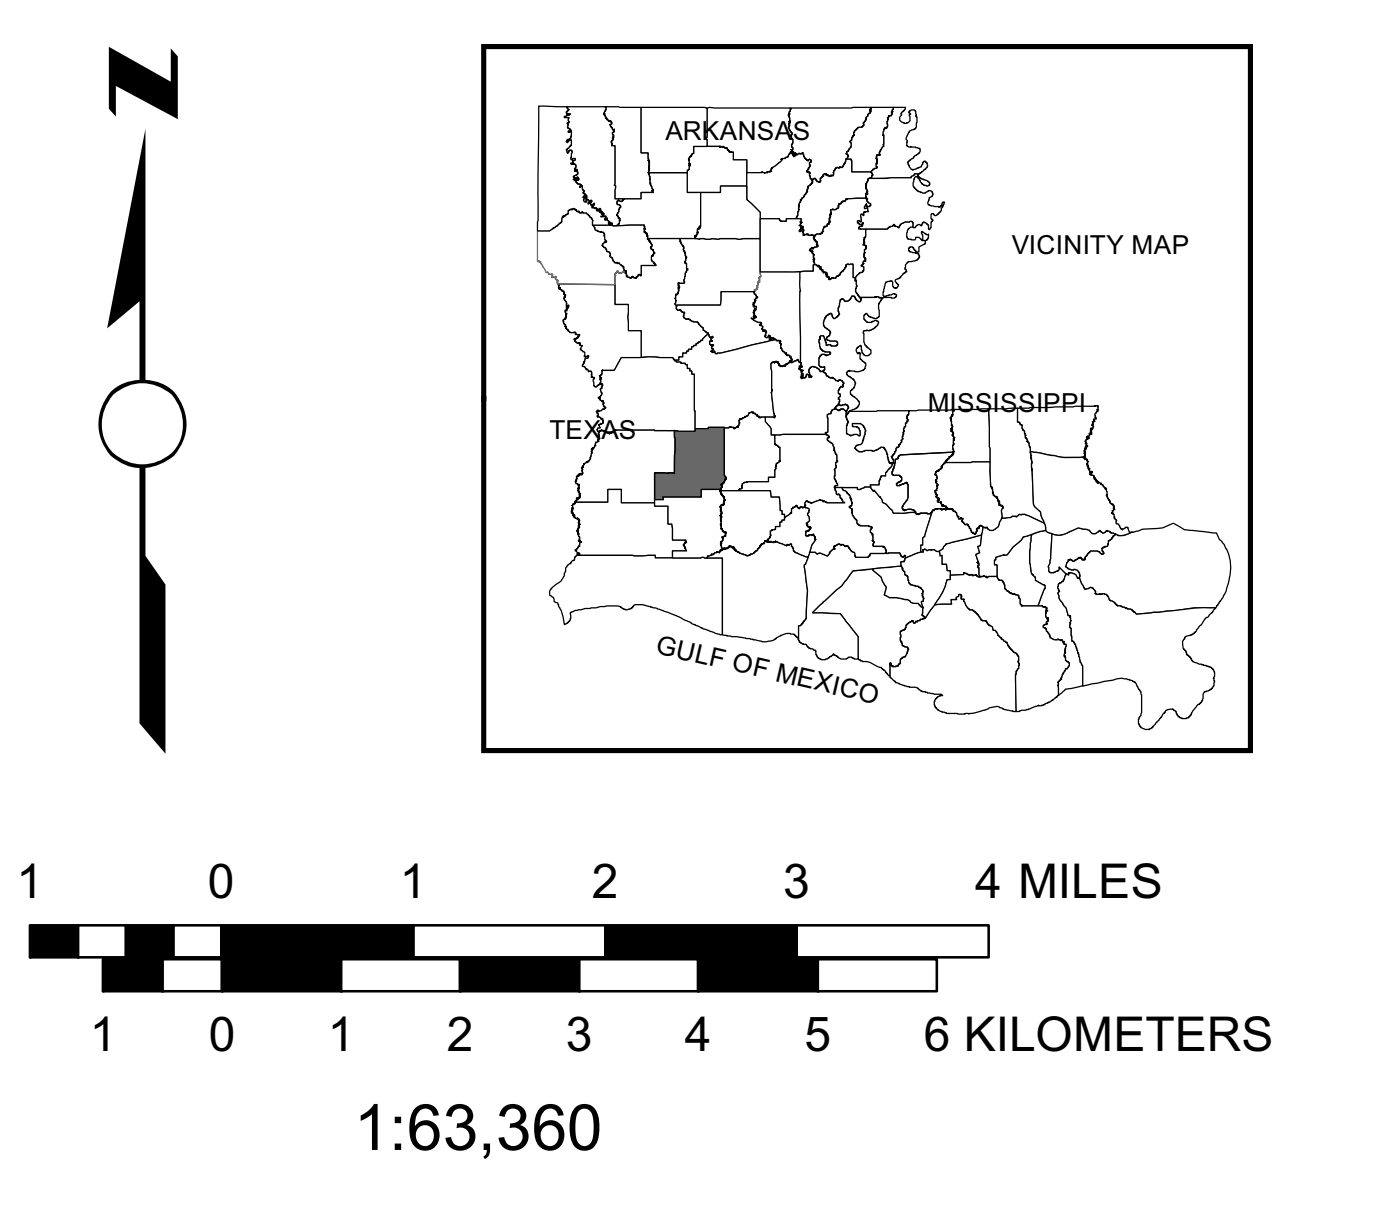 N
ARKANSAS
VICINITY MAP
MISSISSIPPI
TEXAS
GULF OF MEXICO
1 0 1 2 3 4 MILES
1 0 1 2 3 4 5 6 KILOMETERS
1:63,360